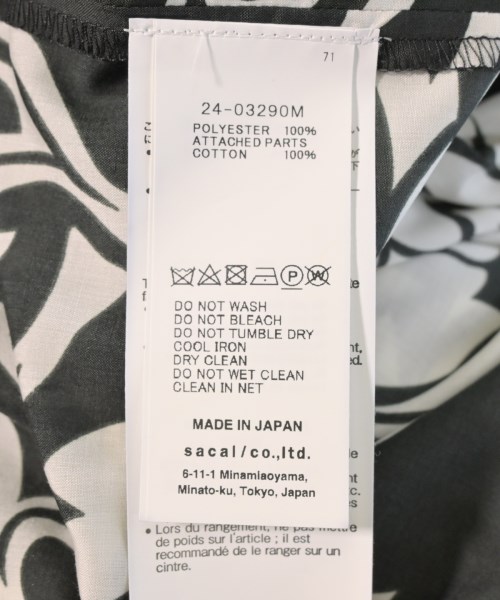 71
24-03290M
POLYESTER 100%
ATTACHED PARTS
COTTON 100%
DO NOT WASH
DO NOT BLEACH
DO NOT TUMBLE DRY
COOL IRON
DRY CLEAN
DO NOT WET CLEAN
CLEAN IN NET
MADE IN JAPAN
sacai/co.,ltd.
6-11-1 Minamiaoyama,
Minato-ku, Tokyo, Japan
• Lors du rangement, ne pas mettre
de poids sur l'article ; il est
recommandé de le ranger sur un
cintre.